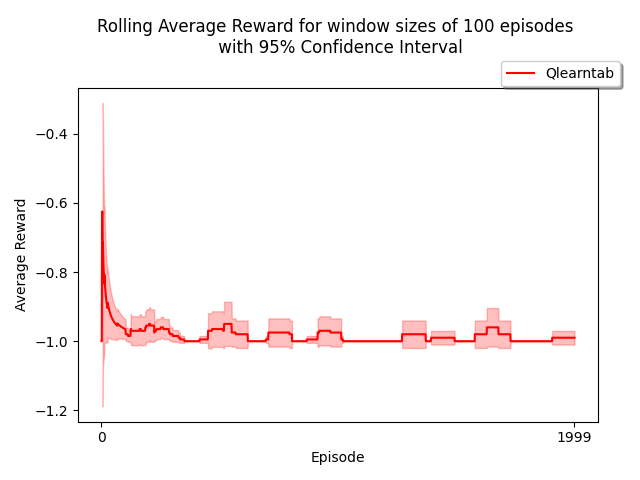 Rolling Average Reward for window sizes of 100 episodes
with 95% Confidence Interval
Qlearntab
−0.4
−0.6
−0.8
−1.0
−1.2
Average Reward
0
1999
Episode